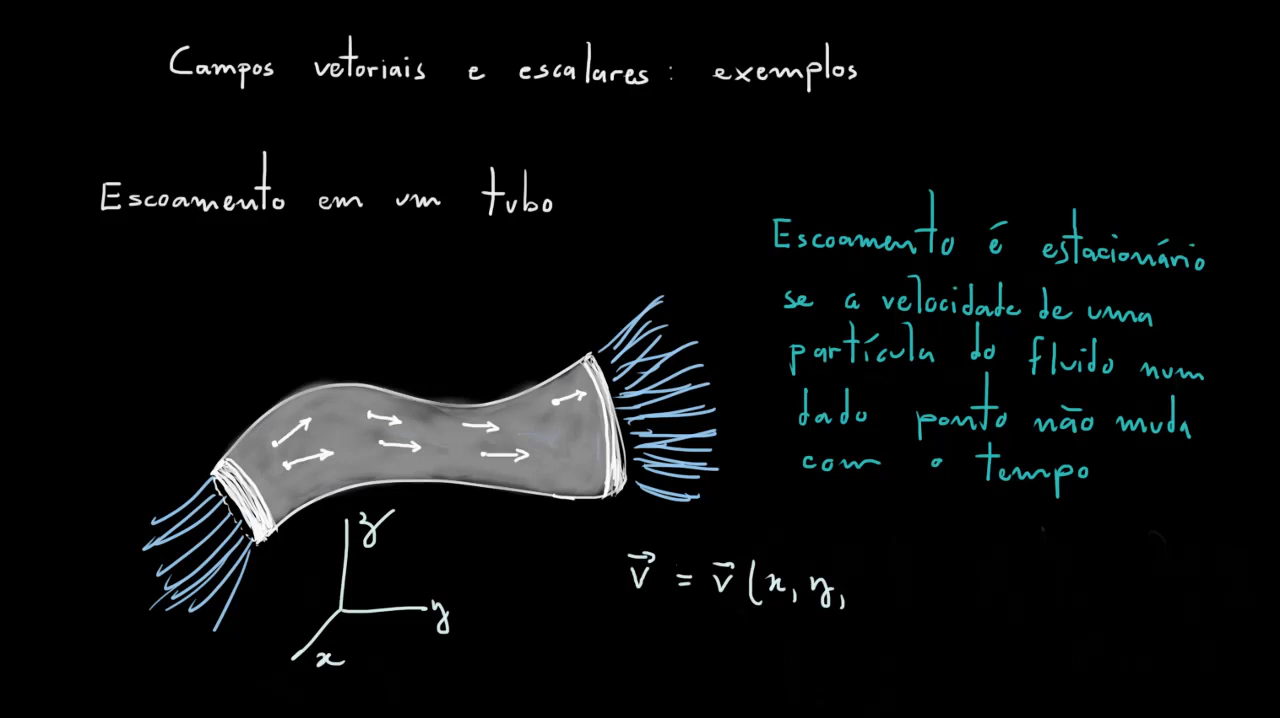 Campos vetoriais e escalares: exemplos
Escoamento em um tubo
Escoamento é estacionário
se a velocidade de uma
partícula do fluido num
dado ponto não muda
com o tempo
z
y
x
v⃗ = v⃗(x, y,